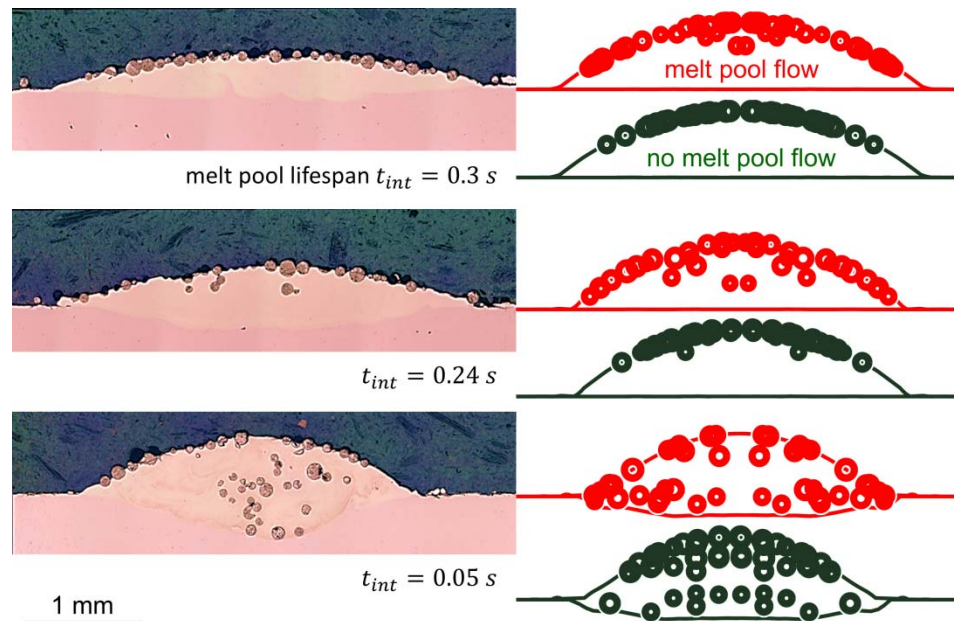 melt pool flow
no melt pool flow
melt pool lifespan t_int = 0.3 s
t_int = 0.24 s
t_int = 0.05 s
1 mm